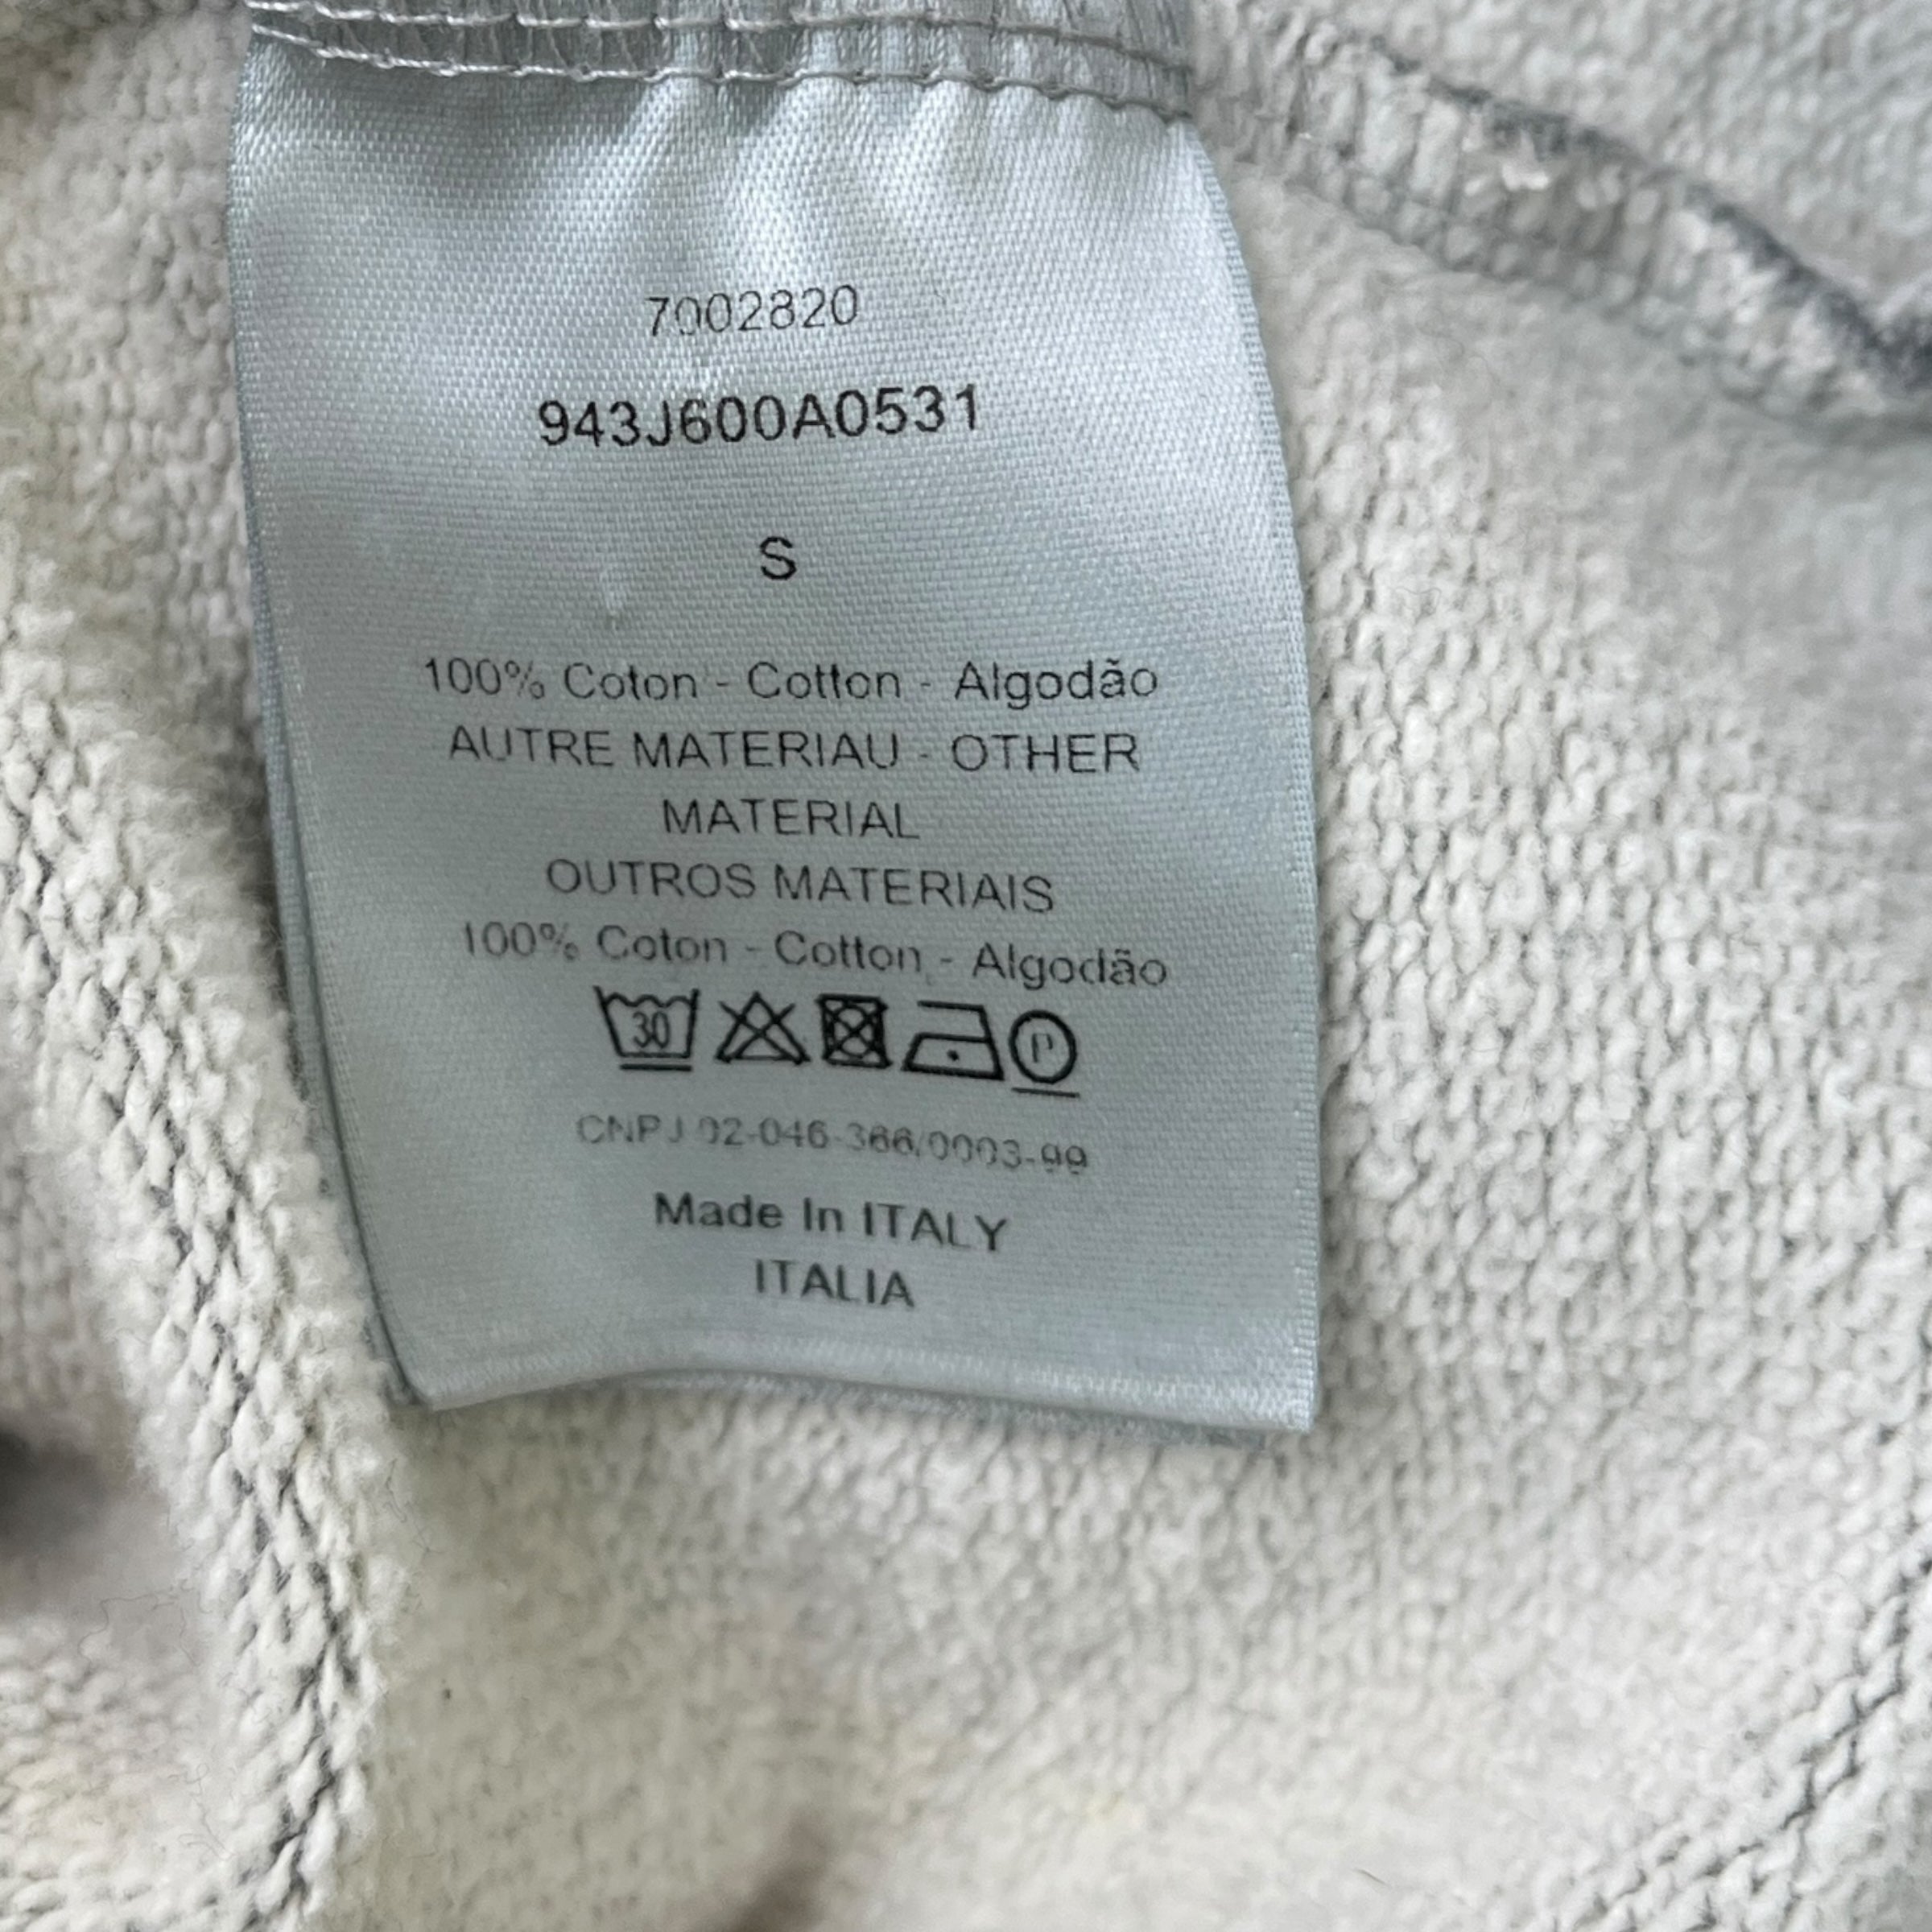 7002820
943J600A0531
S
100% Coton - Cotton - Algodão
AUTRE MATERIAU - OTHER
MATERIAL
OUTROS MATERIAIS
100% Coton - Cotton - Algodão
30 P
CNPJ 02-046-366/0003-99
Made In ITALY
ITALIA